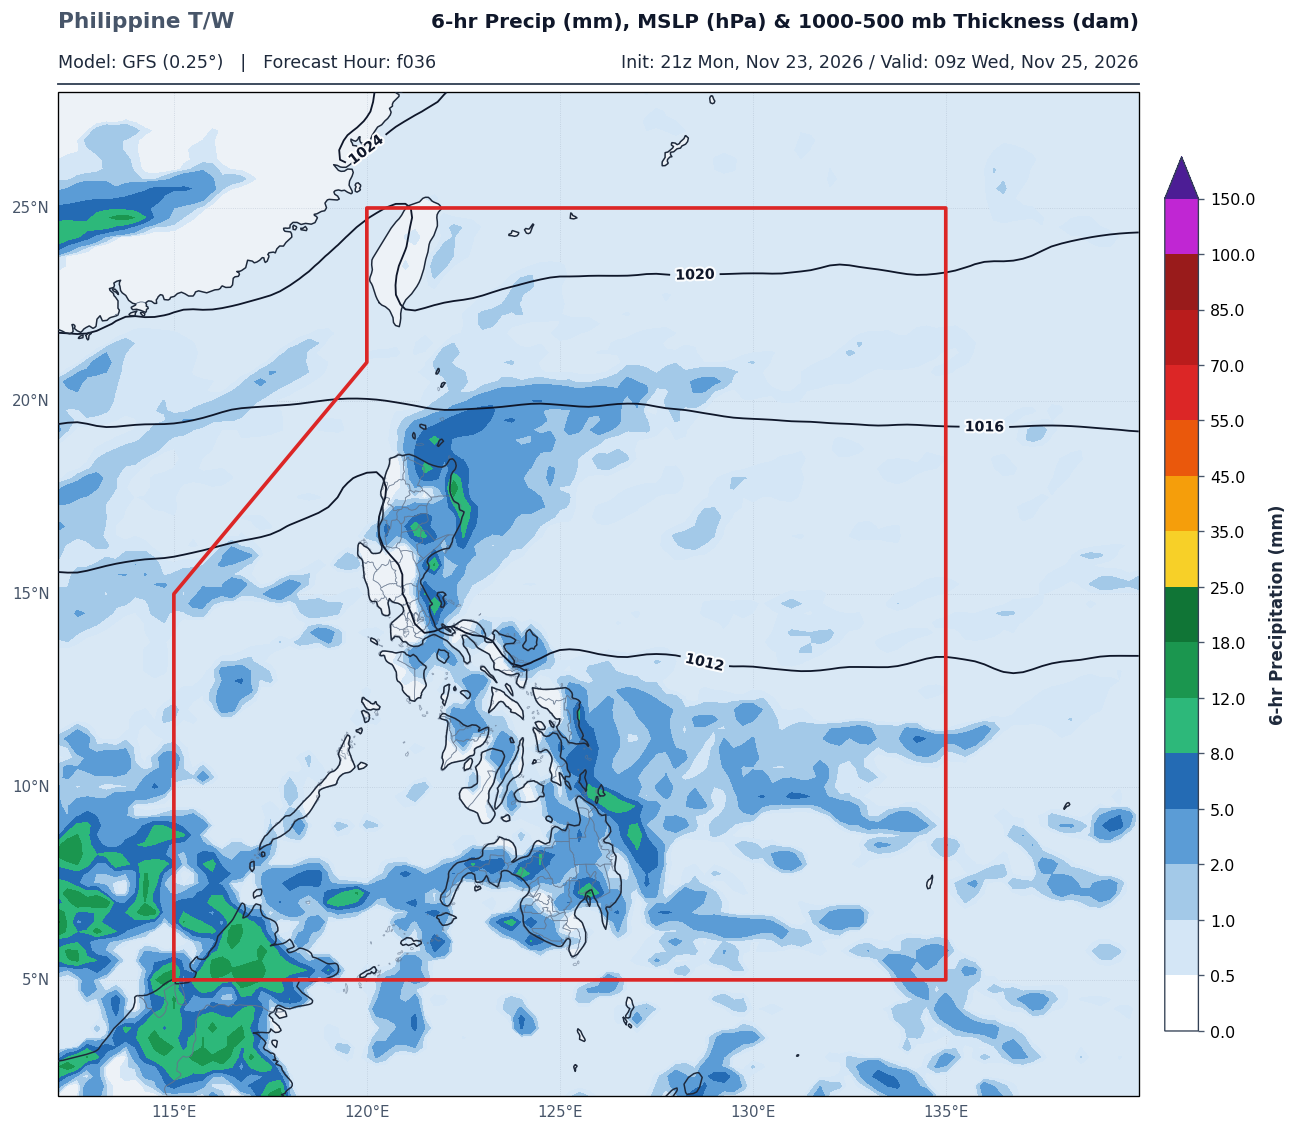 Philippine T/W
6-hr Precip (mm), MSLP (hPa) & 1000-500 mb Thickness (dam)
Model: GFS (0.25°) | Forecast Hour: f036
Init: 21z Mon, Nov 23, 2026 / Valid: 09z Wed, Nov 25, 2026
1024
1020
1016
1012
25°N
20°N
15°N
10°N
5°N
115°E
120°E
125°E
130°E
135°E
150.0
100.0
85.0
70.0
55.0
45.0
35.0
25.0
18.0
12.0
8.0
5.0
2.0
1.0
0.5
0.0
6-hr Precipitation (mm)